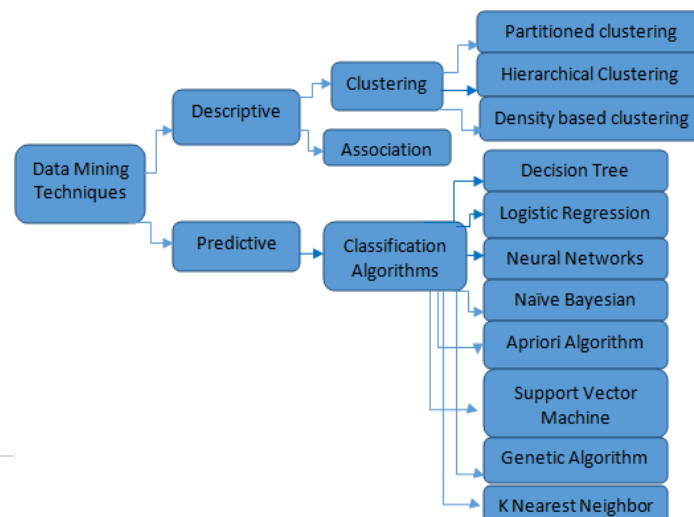 Partitioned clustering
Clustering
Hierarchical Clustering
Descriptive
Density based clustering
Association
Data Mining
Techniques
Decision Tree
Logistic Regression
Predictive
Classification
Algorithms
Neural Networks
Naïve Bayesian
Apriori Algorithm
Support Vector
Machine
Genetic Algorithm
K Nearest Neighbor